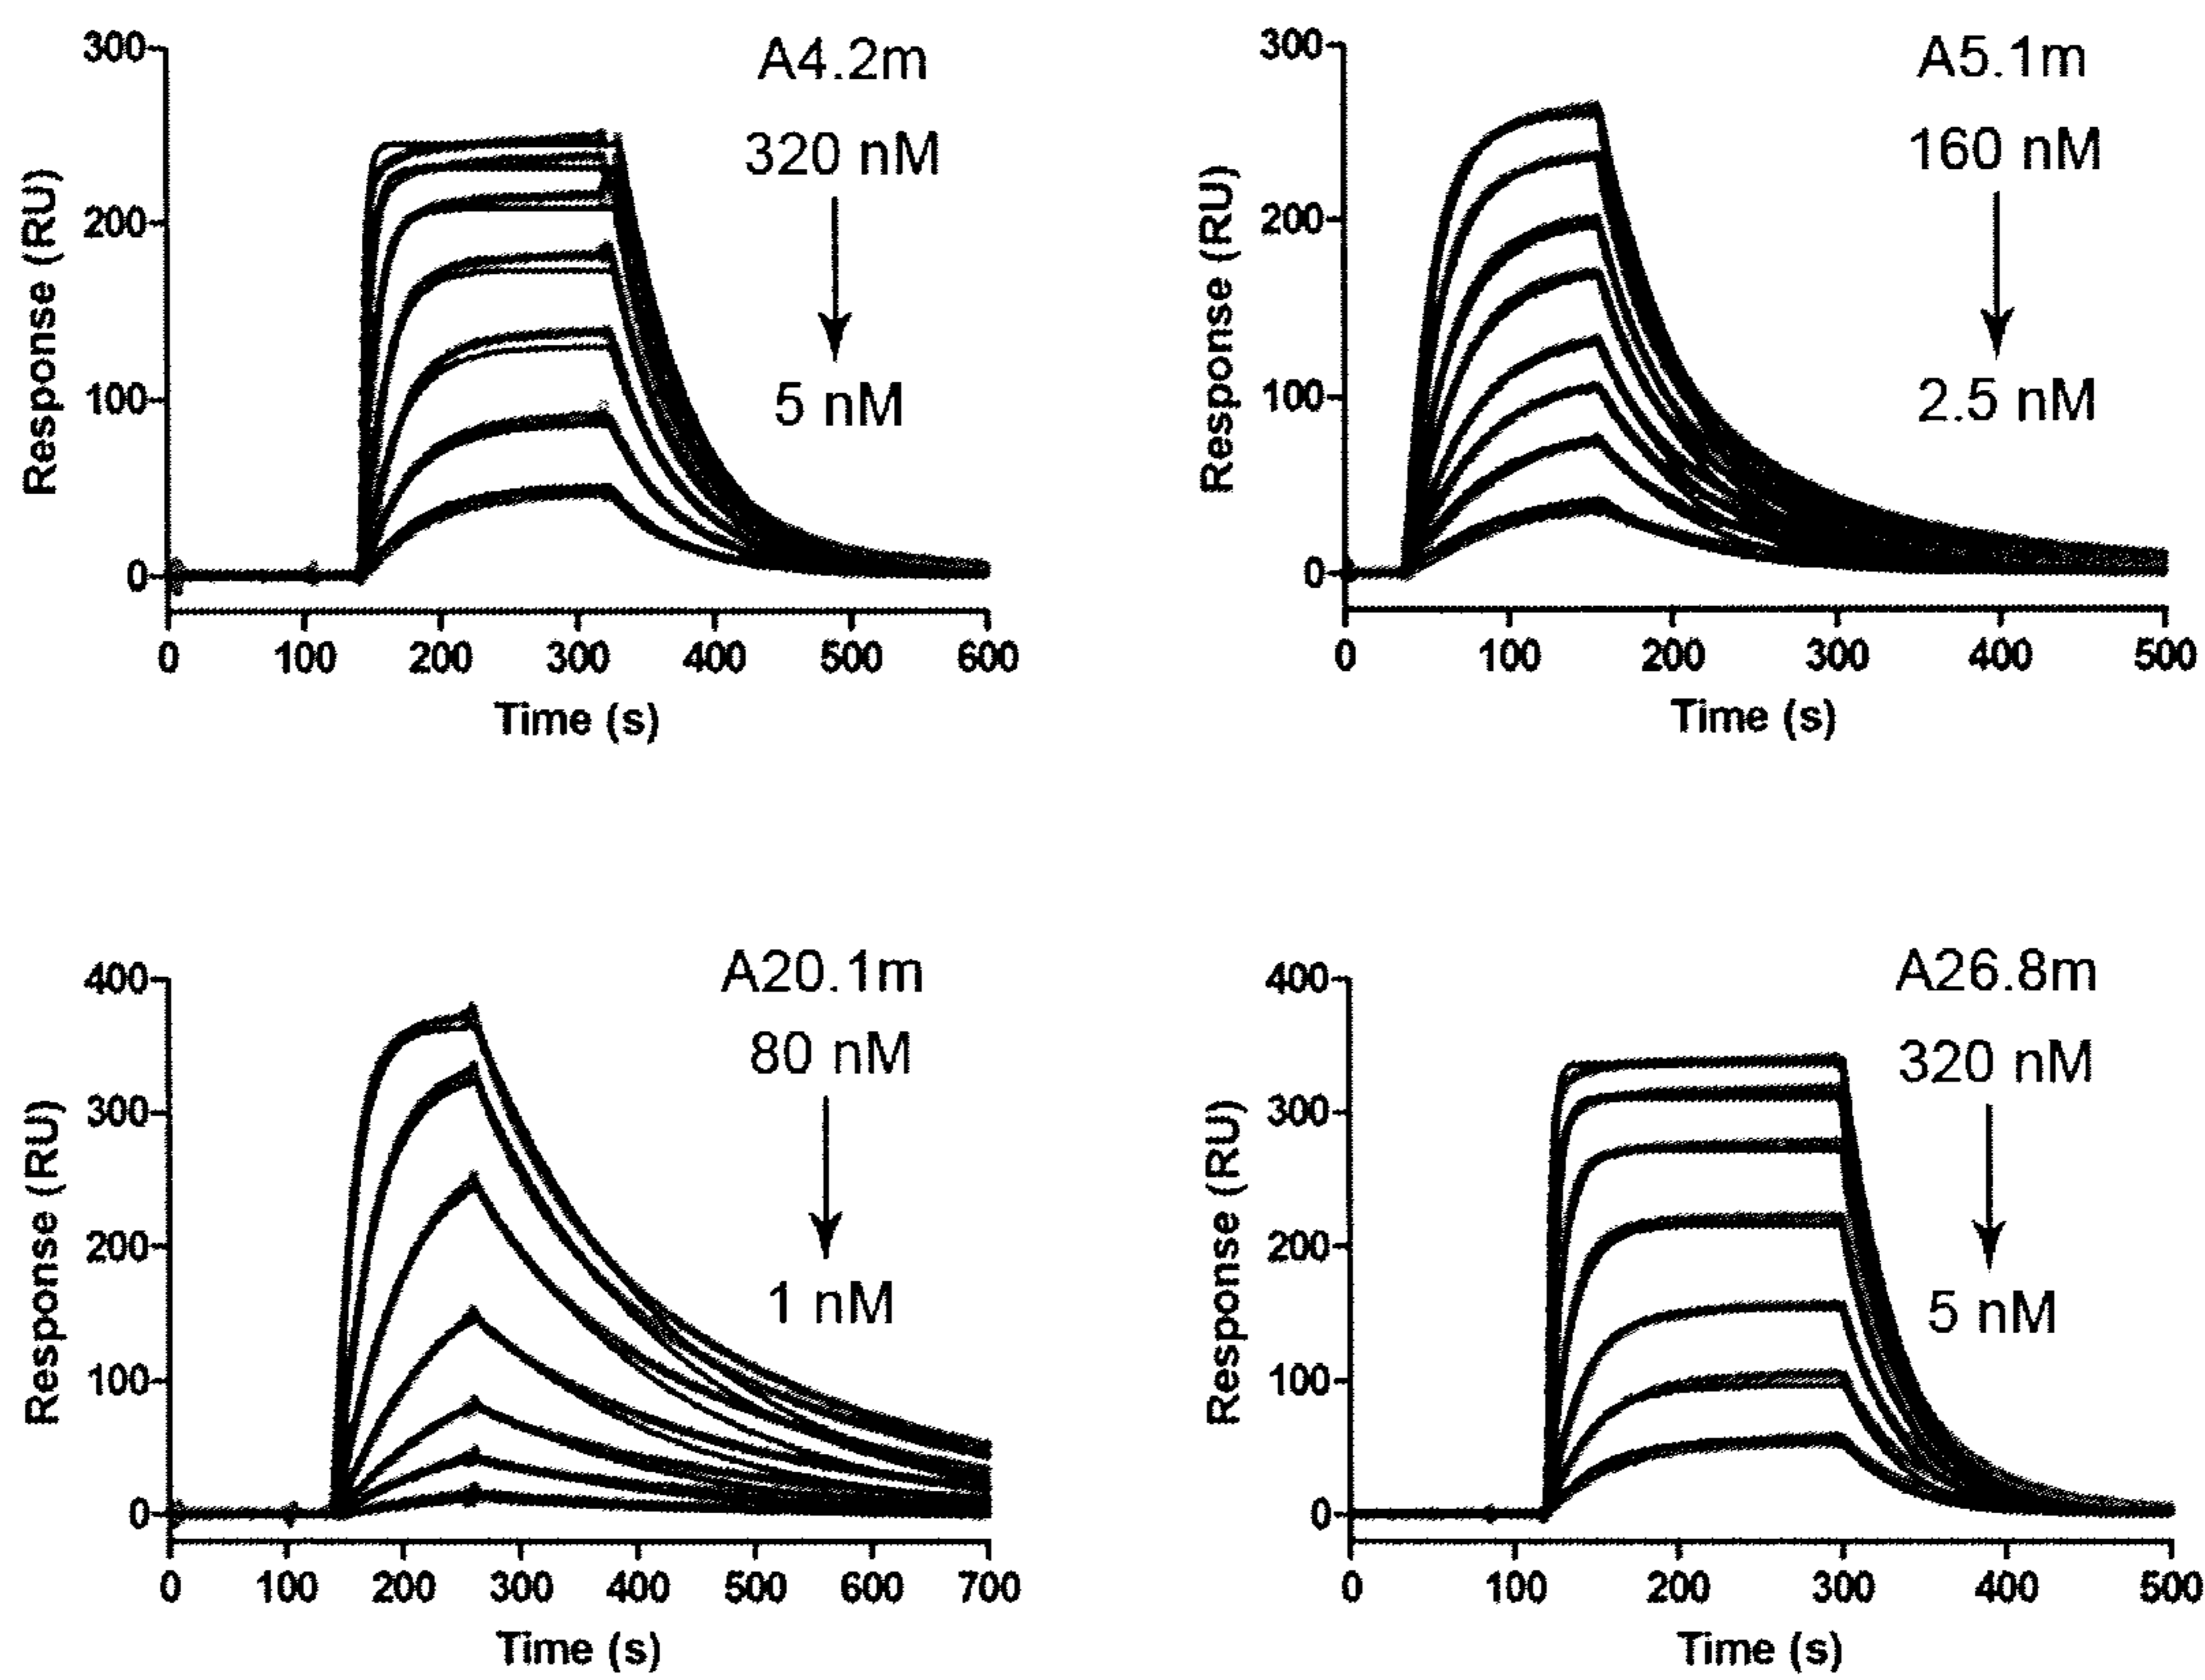 A4.2m
320 nM
5 nM
300
200
100
0
Response (RU)
0 100 200 300 400 500 600
Time (s)
A5.1m
160 nM
2.5 nM
300
200
100
0
Response (RU)
0 100 200 300 400 500
Time (s)
A20.1m
80 nM
1 nM
400
300
200
100
0
Response (RU)
0 100 200 300 400 500 600 700
Time (s)
A26.8m
320 nM
5 nM
400
300
200
100
0
Response (RU)
0 100 200 300 400 500
Time (s)